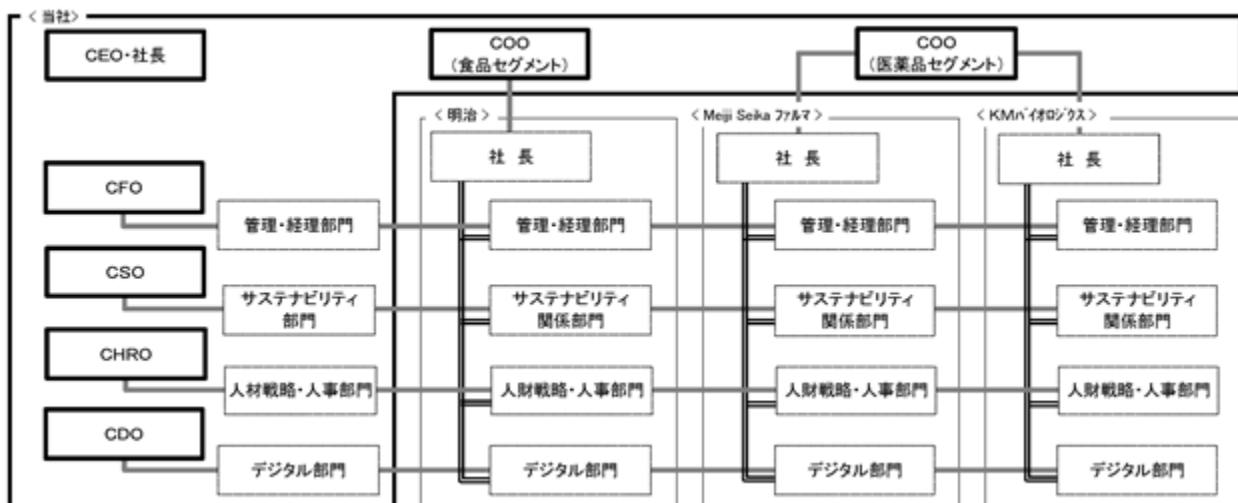 < 当社>
CEO・社長
COO
(食品セグメント)
COO
(医薬品セグメント)
< 明治 >
< Meiji Seika ファルマ >
< KMバイオロジクス >
社 長
社 長
社 長
CFO
管理・経理部門
管理・経理部門
管理・経理部門
管理・経理部門
CSO
サステナビリティ
部門
サステナビリティ
関係部門
サステナビリティ
関係部門
サステナビリティ
関係部門
CHRO
人材戦略・人事部門
人財戦略・人事部門
人財戦略・人事部門
人財戦略・人事部門
CDO
デジタル部門
デジタル部門
デジタル部門
デジタル部門